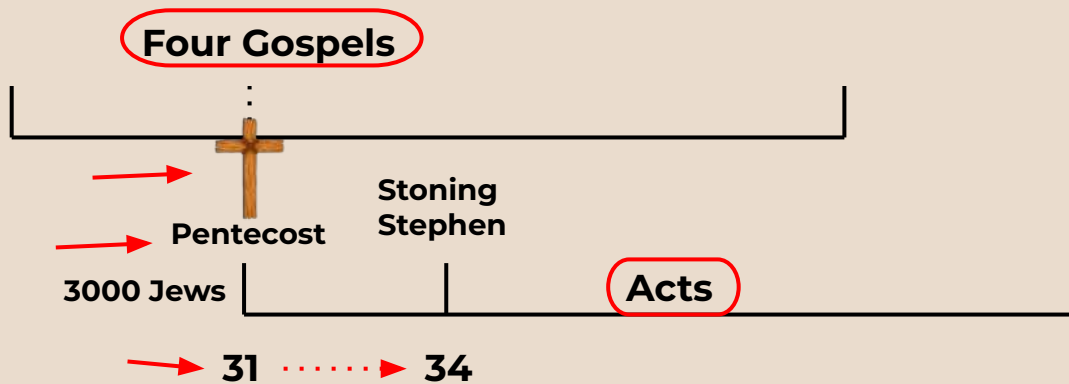 Four Gospels
Stoning
Stephen
Pentecost
3000 Jews
Acts
31
34